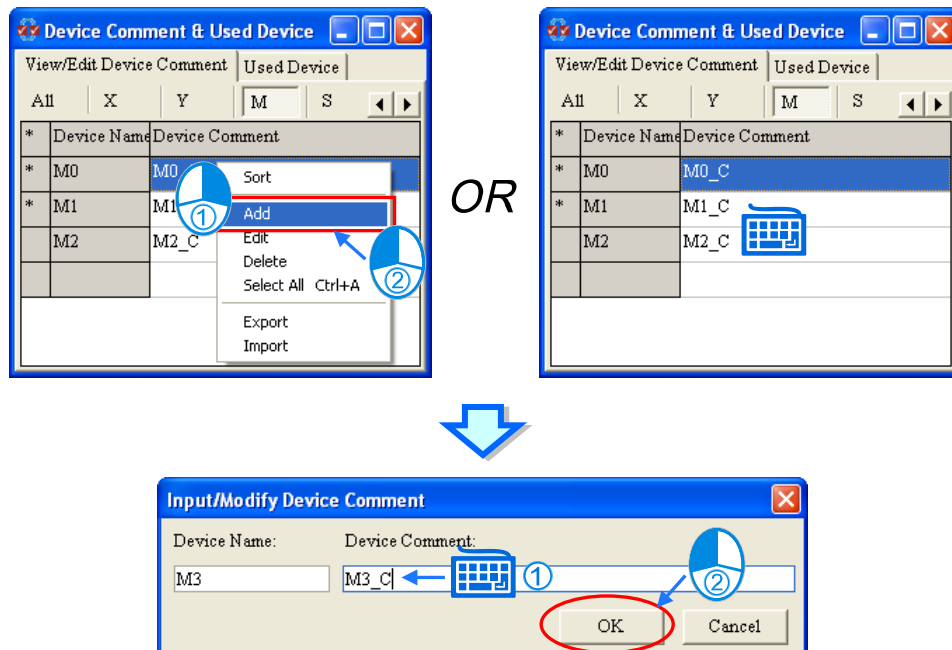 Device Comment & Used Device
View/Edit Device Comment Used Device
All X Y M S
* Device Name Device Comment
* M0 M0
* M1 M1
M2 M2_C
Sort
Add
Edit
Delete
Select All Ctrl+A
Export
Import
1
2
OR
Device Comment & Used Device
View/Edit Device Comment Used Device
All X Y M S
* Device Name Device Comment
* M0 M0_C
* M1 M1_C
M2 M2_C
Input/Modify Device Comment
Device Name: Device Comment:
M3 M3_C 1
2
OK Cancel